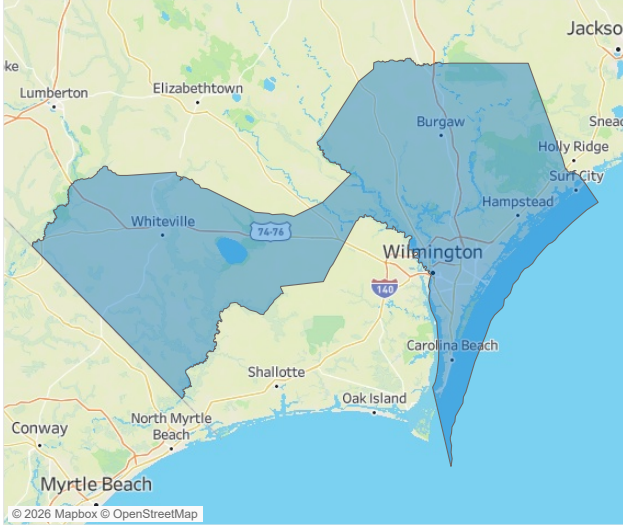 Jackso
ke
Lumberton
Elizabethtown
Burgaw
Snead
Holly Ridge
Surf City
Hampstead
Whiteville
74-76
Wilmington
140
Carolina Beach
Shallotte
Oak Island
North Myrtle
Beach
Conway
Myrtle Beach
© 2026 Mapbox © OpenStreetMap